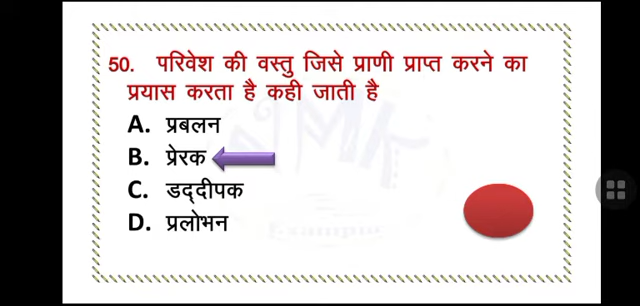 50. परिवेश की वस्तु जिसे प्राणी प्राप्त करने का
प्रयास करता है कही जाती है
A. प्रबलन
B. प्रेरक
C. डद्दीपक
D. प्रलोभन